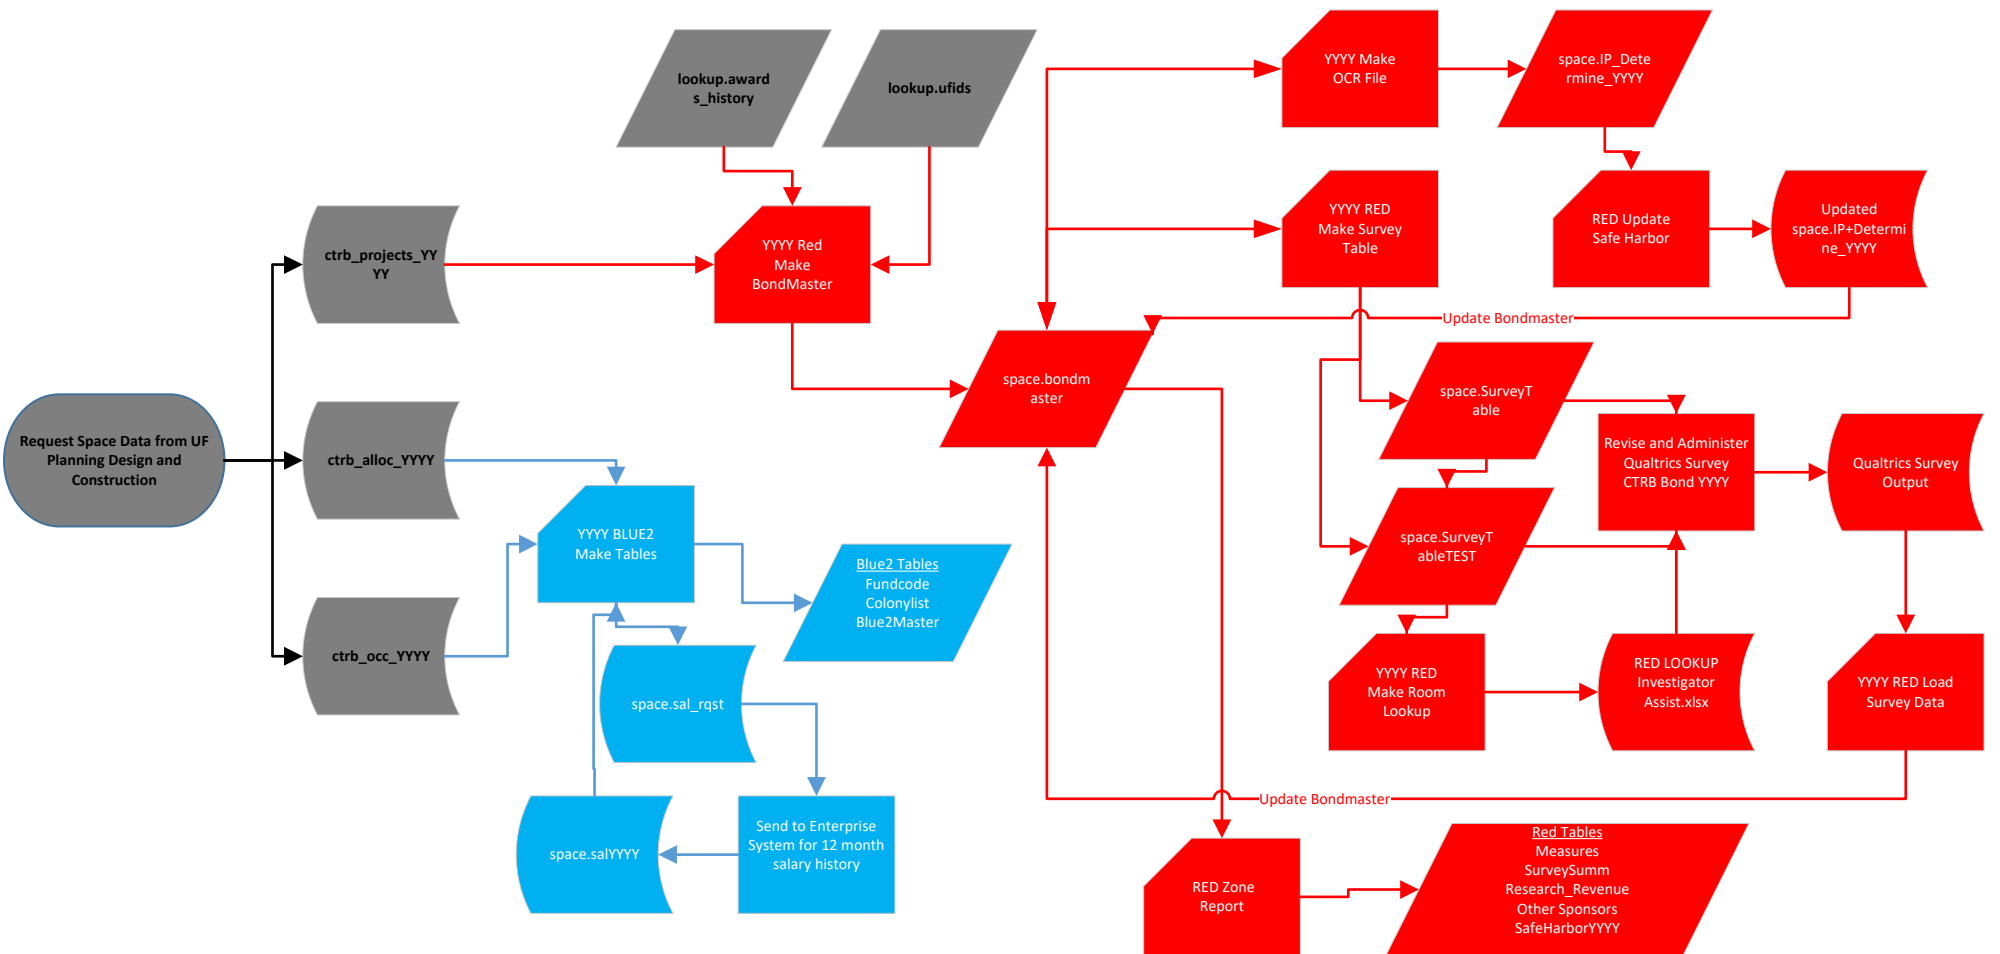 lookup.award
s_history
lookup.ufids
YYYY Make
OCR File
space.IP_Dete
rmine_YYYY
ctrb_projects_YY
YY
YYYY Red
Make
BondMaster
YYYY RED
Make Survey
Table
RED Update
Safe Harbor
Updated
space.IP+Determi
ne_YYYY
Update Bondmaster
space.bondm
aster
space.SurveyT
able
Revise and Administer
Qualtrics Survey
CTRB Bond YYYY
Qualtrics Survey
Output
Request Space Data from UF
Planning Design and
Construction
ctrb_alloc_YYYY
YYYY BLUE2
Make Tables
space.SurveyT
ableTEST
Blue2 Tables
Fundcode
Colonylist
Blue2Master
ctrb_occ_YYYY
space.sal_rqst
YYYY RED
Make Room
Lookup
RED LOOKUP
Investigator
Assist.xlsx
YYYY RED Load
Survey Data
Update Bondmaster
space.salYYYY
Send to Enterprise
System for 12 month
salary history
RED Zone
Report
Red Tables
Measures
SurveySumm
Research_Revenue
Other Sponsors
SafeHarborYYYY